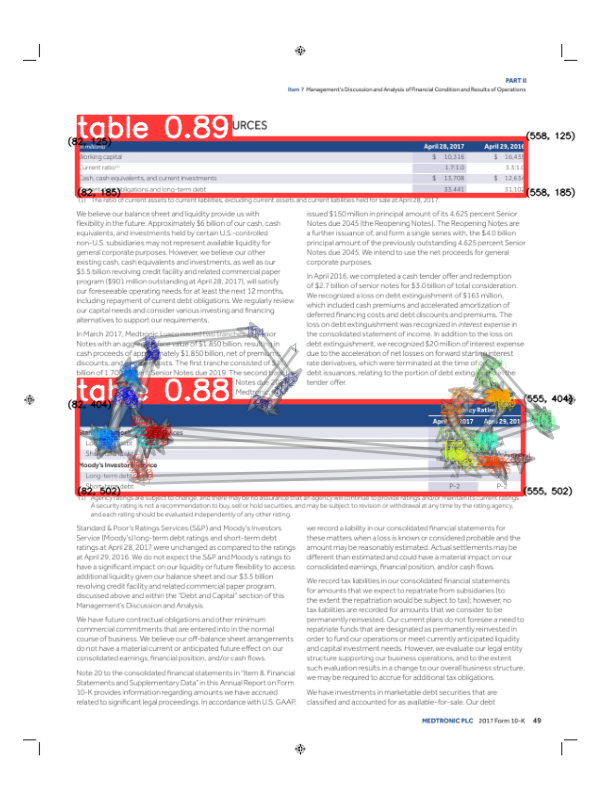 PART II
Item 7 Management's Discussion and Analysis of Financial Condition and Results of Operations
table 0.89 URCES
(82, 125) (558, 125)
April 28, 2017 April 29, 2016
Working capital $ 10,316 $ 16,435
Current ratio(1) 1.7:1.0 3.3:1.0
Cash, cash equivalents, and current investments $ 13,708 $ 12,634
obligations and long-term debt 33,441 31,102
(82, 185) (558, 185)
(1) The ratio of current assets to current liabilities, excluding current assets and current liabilities held for sale at April 28, 2017.
We believe our balance sheet and liquidity provide us with
flexibility in the future. Approximately $6 billion of our cash, cash
equivalents, and investments held by certain U.S.-controlled
non-U.S. subsidiaries may not represent available liquidity for
general corporate purposes. However, we believe our other
existing cash, cash equivalents and investments, as well as our
$3.5 billion revolving credit facility and related commercial paper
program ($901 million outstanding at April 28, 2017), will satisfy
our foreseeable operating needs for at least the next 12 months,
including repayment of current debt obligations. We regularly review
our capital needs and consider various investing and financing
alternatives to support our requirements.
In March 2017, Medtronic Luxco issued two
Notes with an value of $1.850 billion, resulting in
cash proceeds of approximately $1.850 billion, net of
discounts, and costs. The first tranche consisted of
billion of Senior Notes due 2019. The second
Notes due
issued $150 million in principal amount of its 4.625 percent Senior
Notes due 2045 (the Reopening Notes). The Reopening Notes are
a further issuance of, and form a single series with, the $4.0 billion
principal amount of the previously outstanding 4.625 percent Senior
Notes due 2045. We intend to use the net proceeds for general
corporate purposes.
In April 2016, we completed a cash tender offer and redemption
of $2.7 billion of senior notes for $3.0 billion of total consideration.
We recognized a loss on debt extinguishment of $163 million,
which included cash premiums and accelerated amortization of
deferred financing costs and debt discounts and premiums. The
loss on debt extinguishment was recognized in interest expense in
the consolidated statement of income. In addition to the loss on
debt extinguishment, we recognized $20 million of interest expense
due to the acceleration of net losses on forward starting interest
rate derivatives, which were terminated at the time of
debt issuances, relating to the portion of debt
tender offer.
table 0.88
(82, 404) (555, 404)
Agency Rating
2017 April 29, 201
Moody's Investors Service
Long-term debt
Short-term debt P-2 P-2
(82, 502) (555, 502)
(1) Agency ratings are subject to change, and there may be no assurance that an agency will continue to provide ratings and/or maintain its current ratings.
A security rating is not a recommendation to buy, sell or hold securities, and may be subject to revision or withdrawal at any time by the rating agency,
and each rating should be evaluated independently of any other rating.
Standard & Poor's Ratings Services (S&P) and Moody's Investors
Service (Moody's) long-term debt ratings and short-term debt
ratings at April 28, 2017 were unchanged as compared to the ratings
at April 29, 2016. We do not expect the S&P and Moody's ratings to
have a significant impact on our liquidity or future flexibility to access
additional liquidity given our balance sheet and our $3.5 billion
revolving credit facility and related commercial paper program,
discussed above and within the "Debt and Capital" section of this
Management's Discussion and Analysis.
We have future contractual obligations and other minimum
commercial commitments that are entered into in the normal
course of business. We believe our off-balance sheet arrangements
do not have a material current or anticipated future effect on our
consolidated earnings, financial position, and/or cash flows.
Note 20 to the consolidated financial statements in "Item 8. Financial
Statements and Supplementary Data" in this Annual Report on Form
10-K provides information regarding amounts we have accrued
related to significant legal proceedings. In accordance with U.S. GAAP,
we record a liability in our consolidated financial statements for
these matters when a loss is known or considered probable and the
amount may be reasonably estimated. Actual settlements may be
different than estimated and could have a material impact on our
consolidated earnings, financial position, and/or cash flows.
We record tax liabilities in our consolidated financial statements
for amounts that we expect to repatriate from subsidiaries (to
the extent the repatriation would be subject to tax); however, no
tax liabilities are recorded for amounts that we consider to be
permanently reinvested. Our current plans do not foresee a need to
repatriate funds that are designated as permanently reinvested in
order to fund our operations or meet currently anticipated liquidity
and capital investment needs. However, we evaluate our legal entity
structure supporting our business operations, and to the extent
such evaluation results in a change to our overall business structure,
we may be required to accrue for additional tax obligations.
We have investments in marketable debt securities that are
classified and accounted for as available-for-sale. Our debt
MEDTRONIC PLC 2017 Form 10-K 49